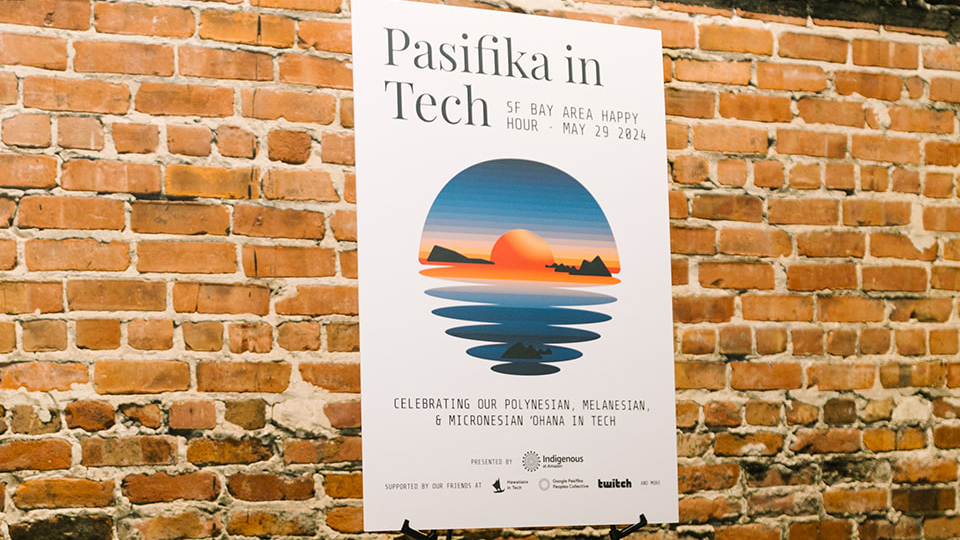 Pasifika in
Tech
SF BAY AREA HAPPY
HOUR · MAY 29 2024
CELEBRATING OUR POLYNESIAN, MELANESIAN,
& MICRONESIAN ʻOHANA IN TECH
PRESENTED BY Indigenous
at Amazon
SUPPORTED BY OUR FRIENDS AT Hawaiians
in Tech
Google Pasifika
Peoples Collective
twitch AND MORE